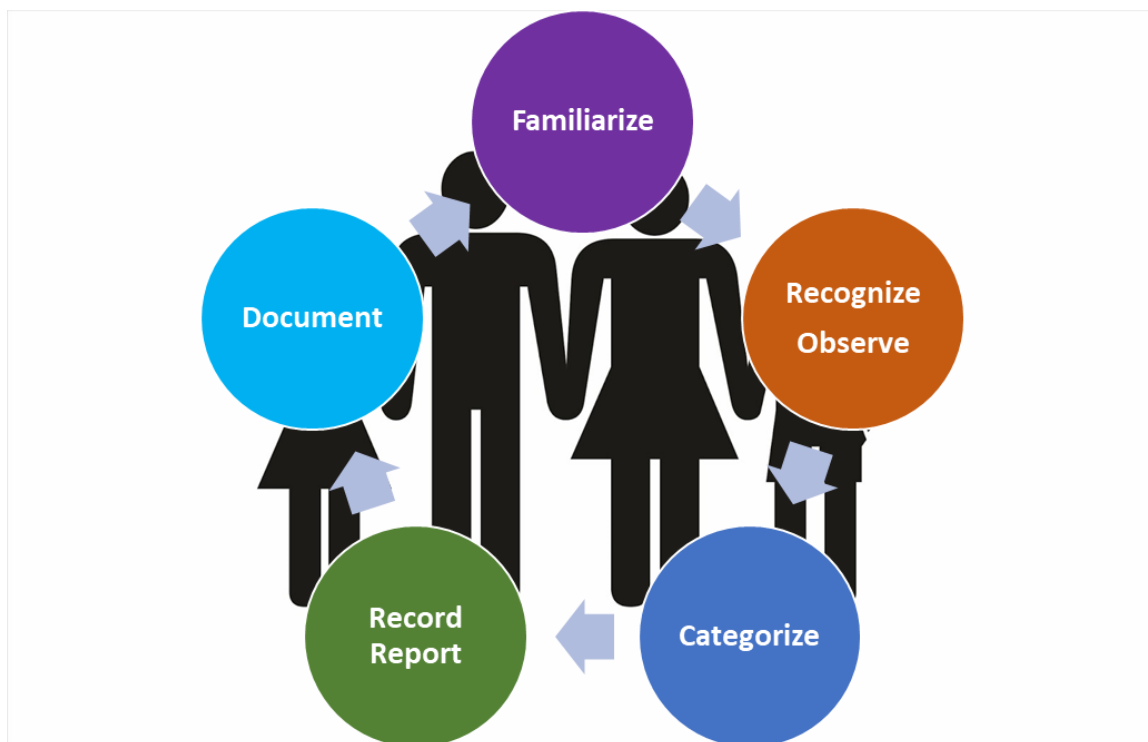 Familiarize
Recognize
Observe
Categorize
Record
Report
Document